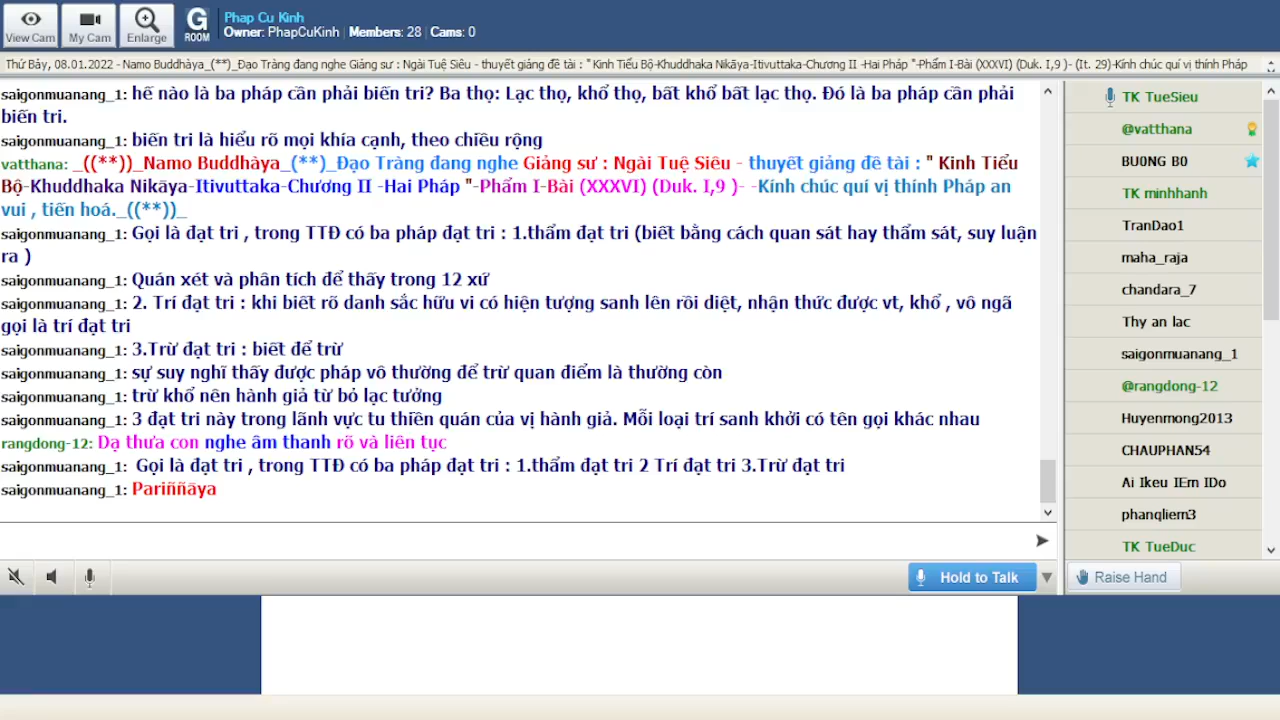 View Cam
My Cam
Enlarge
G
ROOM
Phap Cu Kinh
Owner: PhapCuKinh | Members: 28 | Cams: 0
Thứ Bảy, 08.01.2022 - Namo Buddhàya_(**)_Đạo Tràng đang nghe Giảng sư : Ngài Tuệ Siêu - thuyết giảng đề tài : " Kinh Tiểu Bộ-Khuddhaka Nikāya-Itivuttaka-Chương II -Hai Pháp "-Phẩm I-Bài (XXXVI) (Duk. I,9 )- (It. 29)-Kính chúc quí vị thính Pháp
saigonmuanang_1: hế nào là ba pháp cần phải biến tri? Ba thọ: Lạc thọ, khổ thọ, bất khổ bất lạc thọ. Đó là ba pháp cần phải
biến tri.
saigonmuanang_1: biến tri là hiểu rõ mọi khía cạnh, theo chiều rộng
vatthana: _((**))_Namo Buddhàya_(**)_Đạo Tràng đang nghe Giảng sư : Ngài Tuệ Siêu - thuyết giảng đề tài : " Kinh Tiểu
Bộ-Khuddhaka Nikāya-Itivuttaka-Chương II -Hai Pháp "-Phẩm I-Bài (XXXVI) (Duk. I,9 )- -Kính chúc quí vị thính Pháp an
vui , tiến hoá._((**))_
saigonmuanang_1: Gọi là đạt tri , trong TTĐ có ba pháp đạt tri : 1.thẩm đạt tri (biết bằng cách quan sát hay thẩm sát, suy luận
ra )
saigonmuanang_1: Quán xét và phân tích để thấy trong 12 xứ
saigonmuanang_1: 2. Trí đạt tri : khi biết rõ danh sắc hữu vi có hiện tượng sanh lên rồi diệt, nhận thức được vt, khổ , vô ngã
gọi là trí đạt tri
saigonmuanang_1: 3.Trừ đạt tri : biết để trừ
saigonmuanang_1: sự suy nghĩ thấy được pháp vô thường để trừ quan điểm là thường còn
saigonmuanang_1: trừ khổ nên hành giả từ bỏ lạc tưởng
saigonmuanang_1: 3 đạt tri này trong lãnh vực tu thiền quán của vị hành giả. Mỗi loại trí sanh khởi có tên gọi khác nhau
rangdong-12: Dạ thưa con nghe âm thanh rõ và liên tục
saigonmuanang_1: Gọi là đạt tri , trong TTĐ có ba pháp đạt tri : 1.thẩm đạt tri 2 Trí đạt tri 3.Trừ đạt tri
saigonmuanang_1: Pariññāya
Hold to Talk
TK TueSieu
@vatthana
BU0NG B0
TK minhhanh
TranDao1
maha_raja
chandara_7
Thy an lac
saigonmuanang_1
@rangdong-12
Huyenmong2013
CHAUPHAN54
Ai Ikeu IEm IDo
phanqliem3
TK TueDuc
Raise Hand